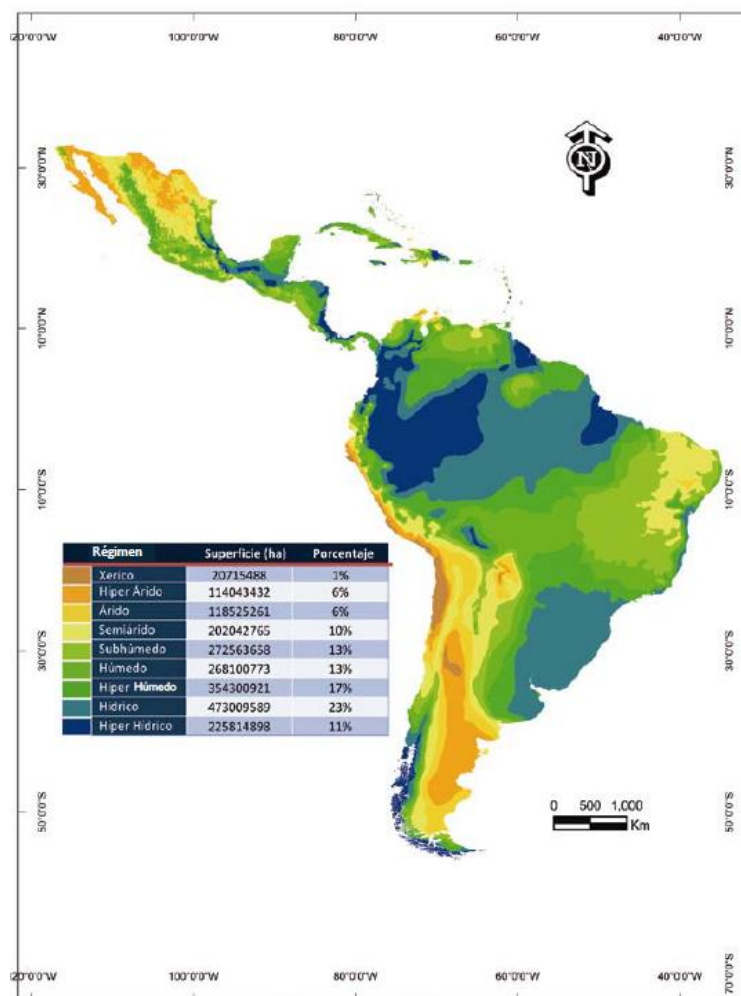 120°0'0"W 100°0'0"W 80°0'0"W 60°0'0"W 40°0'0"W
N
30°0'0"N 30°0'0"N
10°0'0"N 10°0'0"N
10°0'0"S 10°0'0"S
Régimen Superficie (ha) Porcentaje
Xerico 20715488 1%
Hiper Árido 114043432 6%
Árido 118525261 6%
Semiárido 202042765 10%
Subhúmedo 272563658 13%
Húmedo 268100773 13%
Hiper Húmedo 354300921 17%
Hídrico 473009589 23%
Hiper Hídrico 225814898 11%
30°0'0"S 30°0'0"S
50°0'0"S 50°0'0"S
0 500 1,000
Km
70°0'0"S
120°0'0"W 100°0'0"W 80°0'0"W 60°0'0"W 40°0'0"W